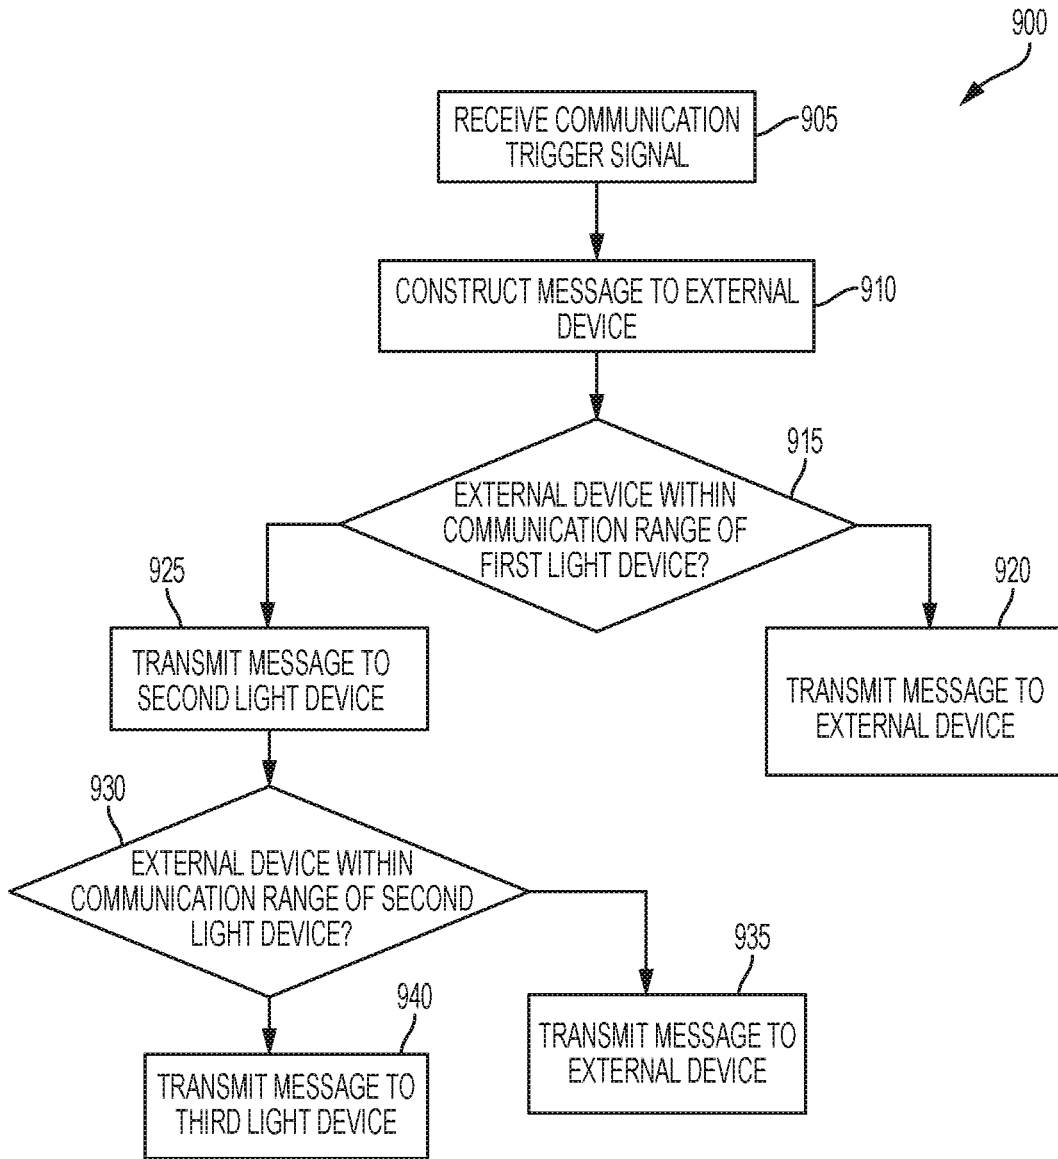 900
RECEIVE COMMUNICATION
TRIGGER SIGNAL
905
CONSTRUCT MESSAGE TO EXTERNAL
DEVICE
910
915
EXTERNAL DEVICE WITHIN
COMMUNICATION RANGE OF
FIRST LIGHT DEVICE?
925
920
TRANSMIT MESSAGE TO
SECOND LIGHT DEVICE
TRANSMIT MESSAGE TO
EXTERNAL DEVICE
930
EXTERNAL DEVICE WITHIN
COMMUNICATION RANGE OF SECOND
LIGHT DEVICE?
935
940
TRANSMIT MESSAGE TO
EXTERNAL DEVICE
TRANSMIT MESSAGE TO
THIRD LIGHT DEVICE